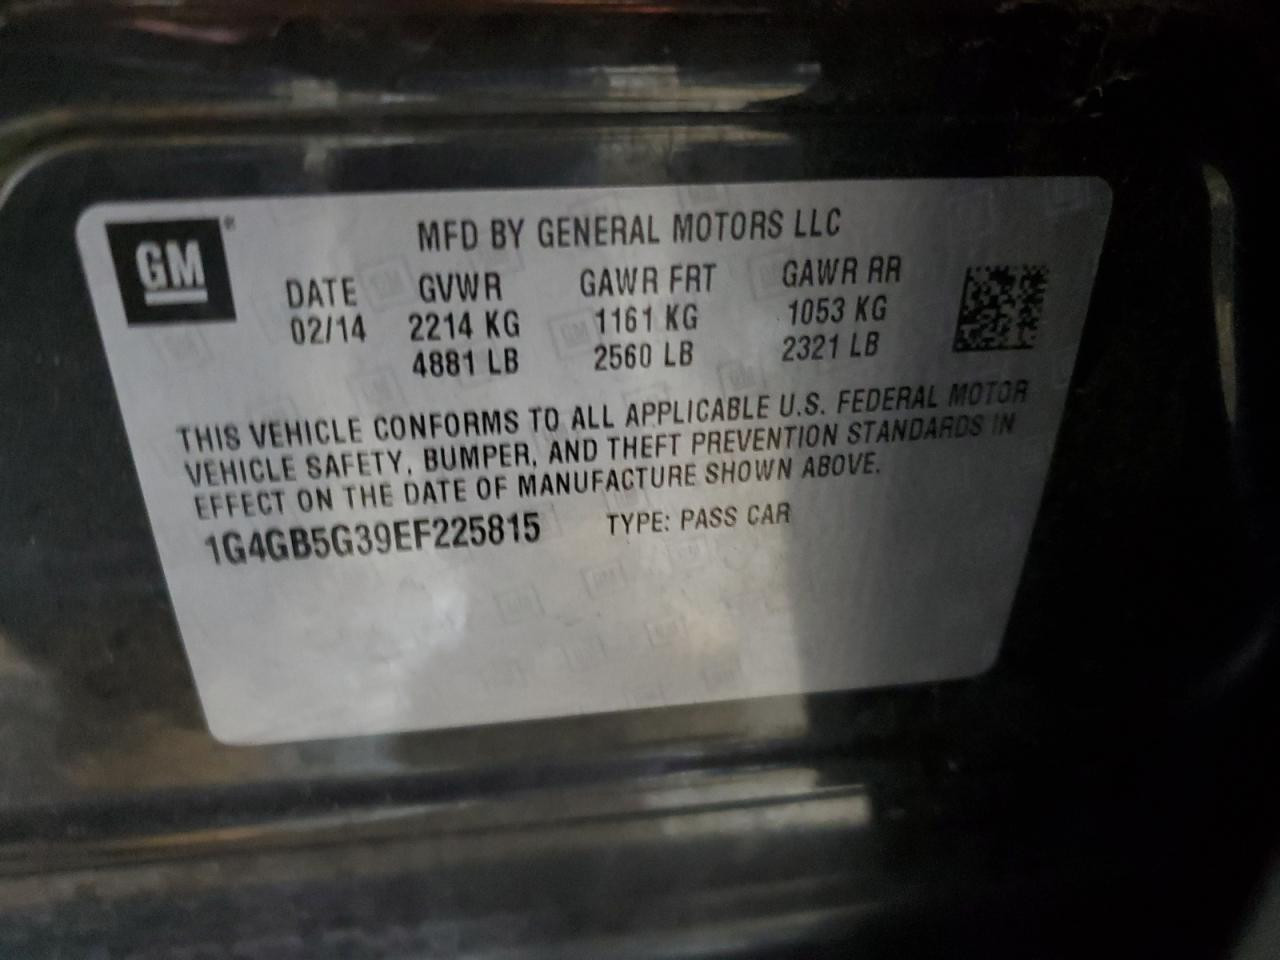 GM®
MFD BY GENERAL MOTORS LLC
DATE GVWR GAWR FRT GAWR RR
02/14 2214 KG 1161 KG 1053 KG
4881 LB 2560 LB 2321 LB
THIS VEHICLE CONFORMS TO ALL APPLICABLE U.S. FEDERAL MOTOR
VEHICLE SAFETY, BUMPER, AND THEFT PREVENTION STANDARDS IN
EFFECT ON THE DATE OF MANUFACTURE SHOWN ABOVE.
1G4GB5G39EF225815 TYPE: PASS CAR